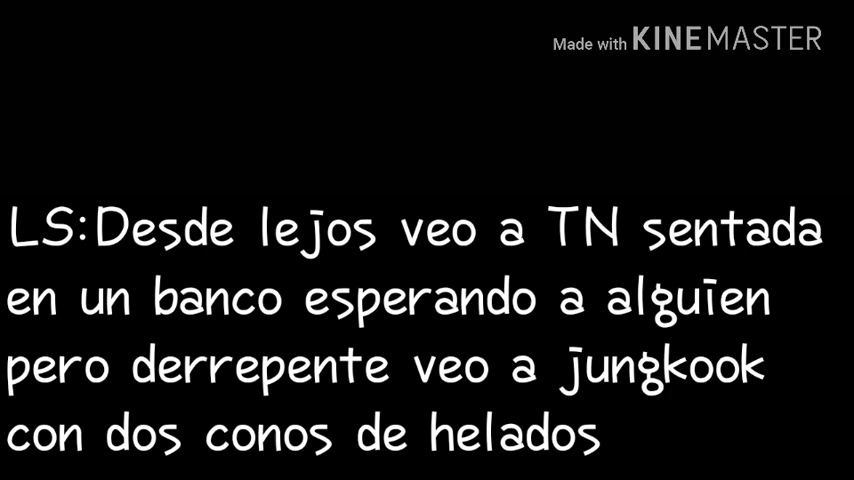 Made with KINEMASTER
LS:Desde lejos veo a TN sentada
en un banco esperando a alguien
pero derrepente veo a jungkook
con dos conos de helados